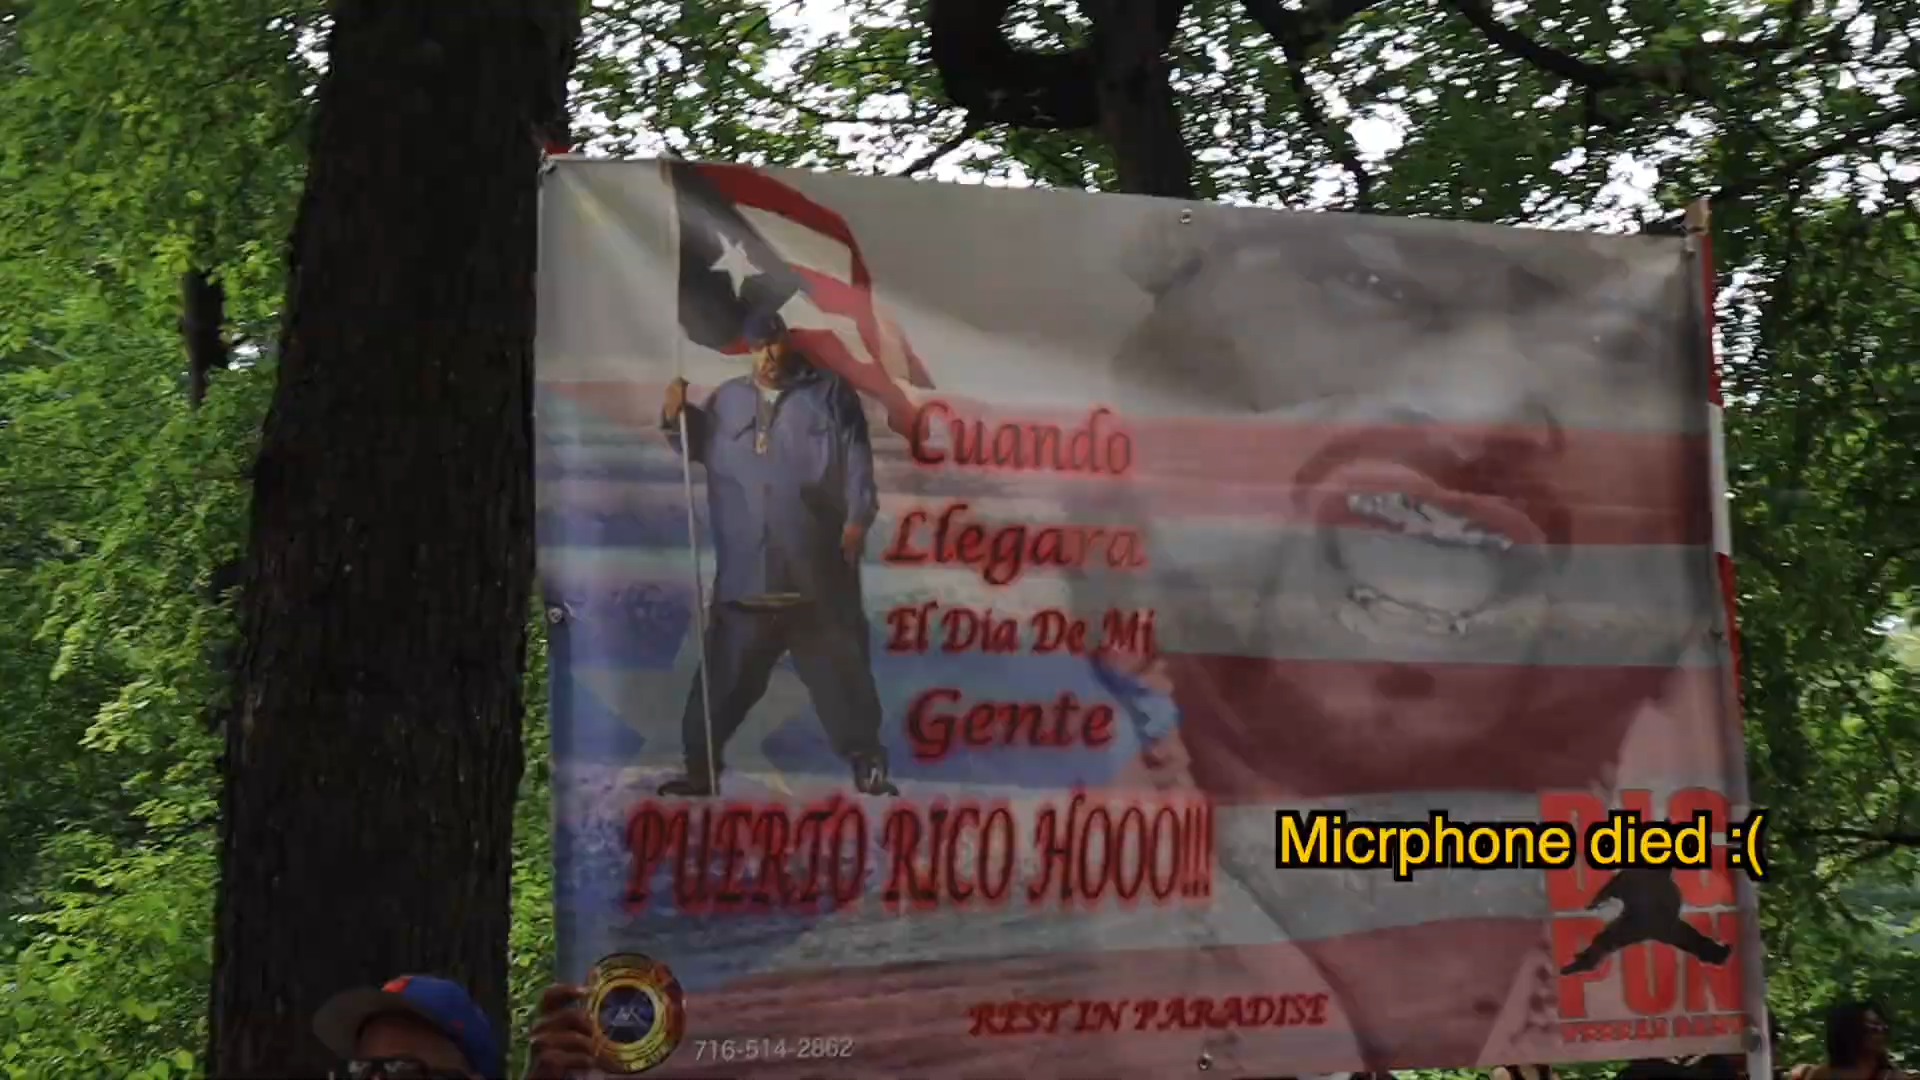 Cuando
Llegara
El Dia De Mi
Gente
PUERTO RICO HOOO!!!
Micrphone died :(
BIG
PUN
REST IN PARADISE
716-514-2862